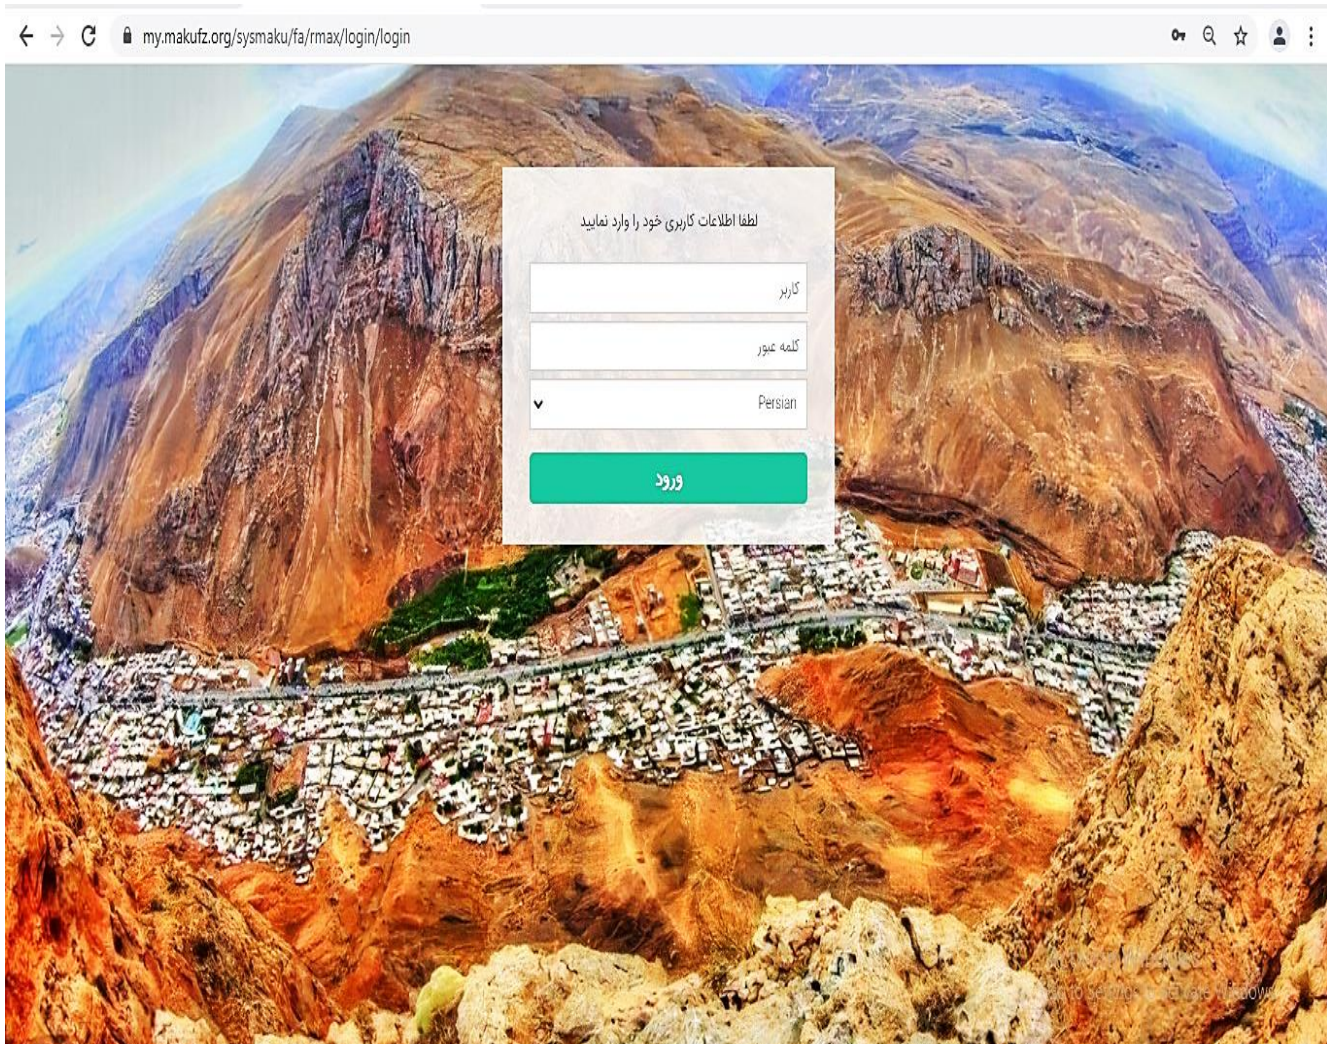 my.makufz.org/sysmaku/fa/rmax/login/login
لطفا اطلاعات کاربری خود را وارد نمایید
کاربر
کلمه عبور
Persian
ورود